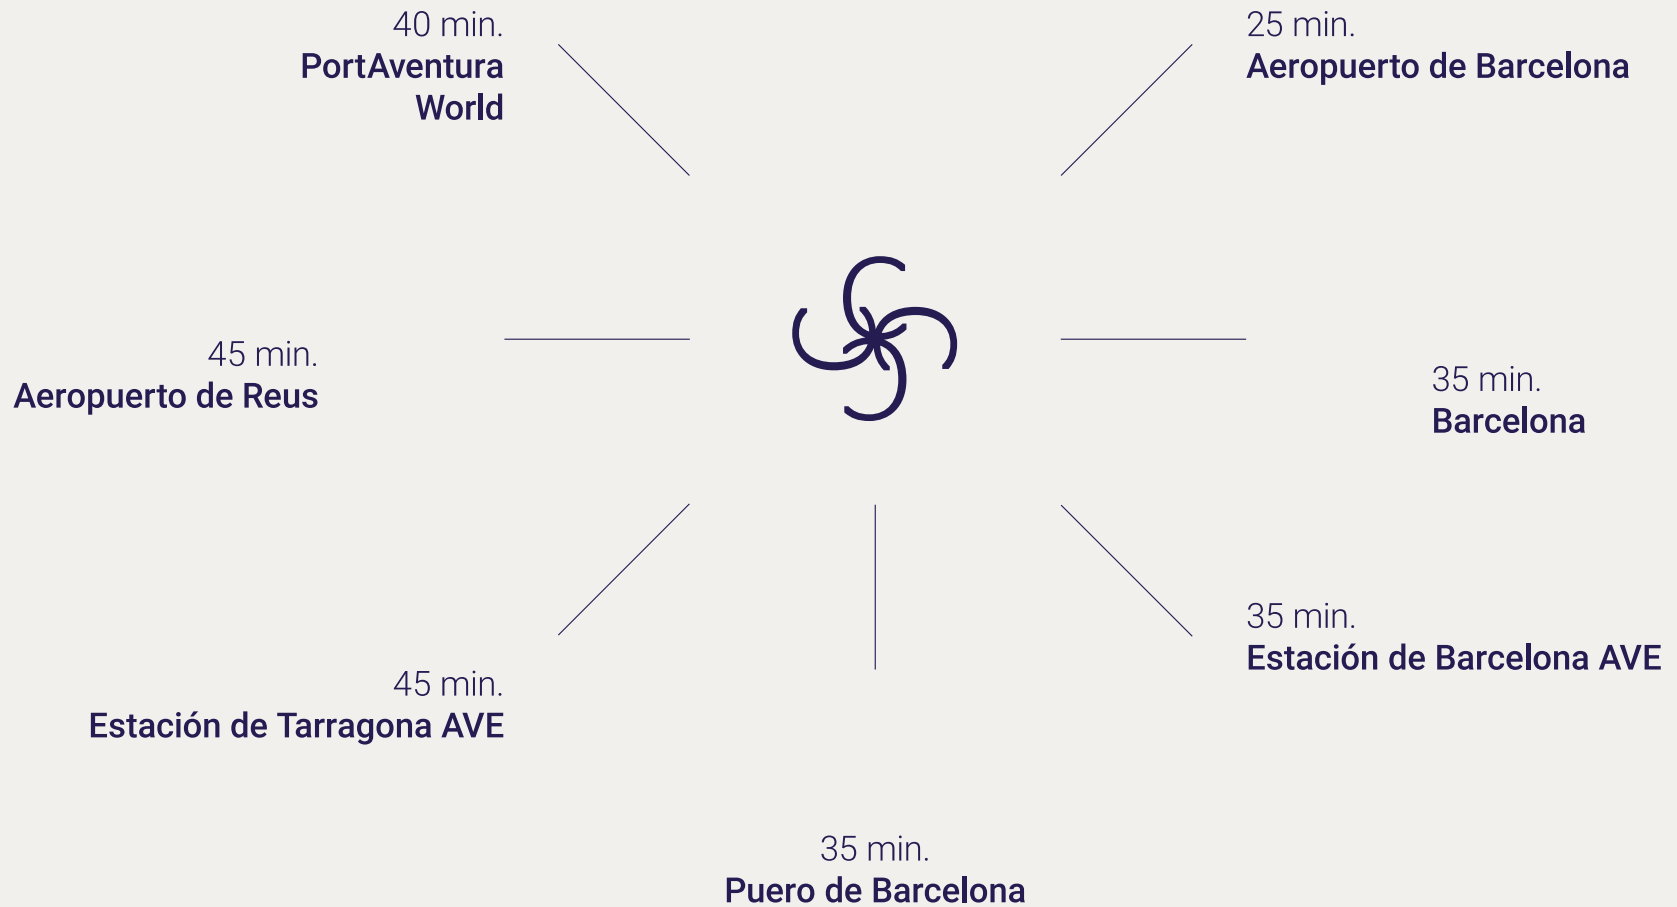 40 min.
PortAventura
World
25 min.
Aeropuerto de Barcelona
45 min.
Aeropuerto de Reus
35 min.
Barcelona
45 min.
Estación de Tarragona AVE
35 min.
Estación de Barcelona AVE
35 min.
Puero de Barcelona